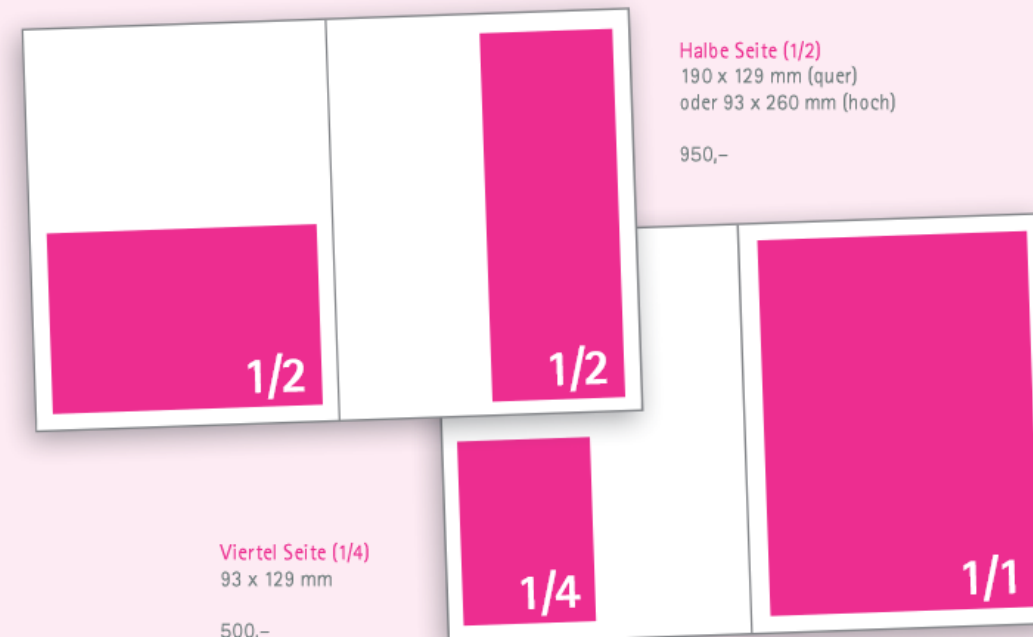 Halbe Seite (1/2)
190 x 129 mm (quer)
oder 93 x 260 mm (hoch)
950,–
1/2
1/2
1/4
1/1
Viertel Seite (1/4)
93 x 129 mm
500,–